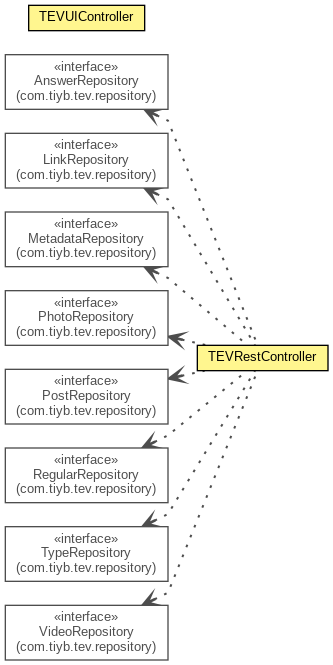 TEVUIController
«interface»
AnswerRepository
(com.tiyb.tev.repository)
«interface»
LinkRepository
(com.tiyb.tev.repository)
«interface»
MetadataRepository
(com.tiyb.tev.repository)
«interface»
PhotoRepository
(com.tiyb.tev.repository)
TEVRestController
«interface»
PostRepository
(com.tiyb.tev.repository)
«interface»
RegularRepository
(com.tiyb.tev.repository)
«interface»
TypeRepository
(com.tiyb.tev.repository)
«interface»
VideoRepository
(com.tiyb.tev.repository)